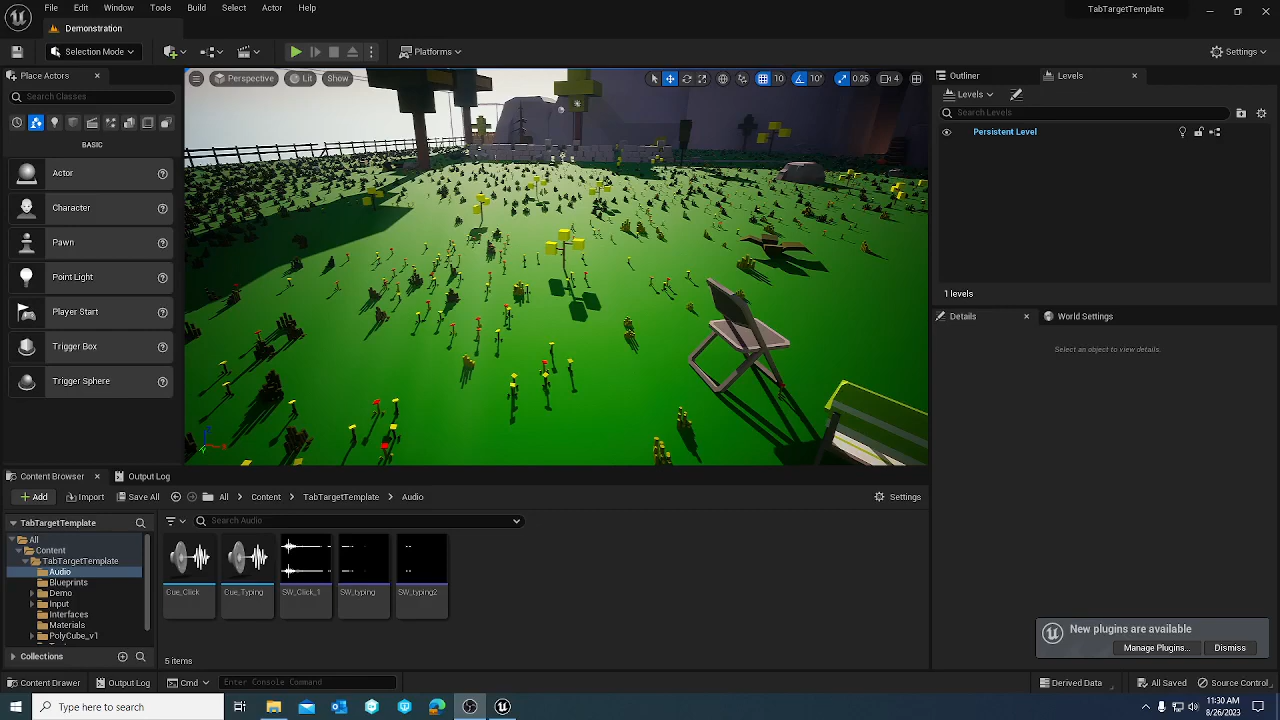 File Edit Window Tools Build Select Actor Help
TabTargetTemplate
Demonstration
Selection Mode
Platforms
Settings
Place Actors
Search Classes
BASIC
Actor
Character
Pawn
Point Light
Player Start
Trigger Box
Trigger Sphere
Perspective Lit Show
10 10° 0.25 4
Outliner Levels
Levels
Search Levels
Persistent Level
1 levels
Details World Settings
Select an object to view details.
Content Browser Output Log
Add Import Save All All Content TabTargetTemplate Audio Settings
TabTargetTemplate
Search Audio
All
Content
TabTargetTemplate
Audio
Blueprints
Demo
Input
Interfaces
Materials
PolyCube_v1
Collections
Cue_Click Cue_Typing SW_Click_1 SW_typing SW_typing2
5 items
New plugins are available
Manage Plugins... Dismiss
Content Drawer Output Log Cmd Enter Console Command Derived Data All Saved Source Control
Type here to search
11:30 AM
8/26/2023